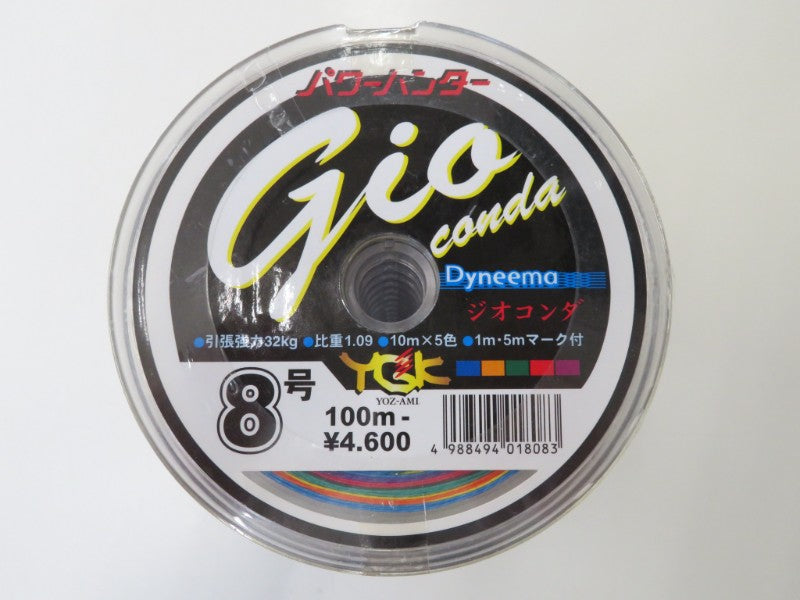 パワーハンター
Gio
conda
Dyneema
ジオコンダ
●引張強力32kg ●比重1.09 ●10m×5色 ●1m・5mマーク付
YGK
YOZ-AMI
8号
100m-
¥4.600
4 988494 018083